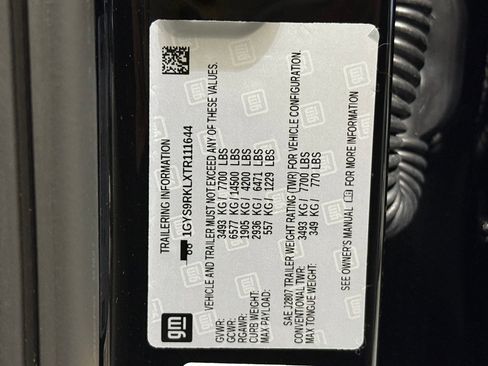 TRAILERING INFORMATION
1GYS9RKLXTR111644
gm
VEHICLE AND TRAILER MUST NOT EXCEED ANY OF THESE VALUES.
GVWR: 3493 KG / 7700 LBS
GCWR: 6577 KG/14500 LBS
RGAWR: 1905 KG/ 4200 LBS
CURB WEIGHT: 2936 KG/ 6471 LBS
MAX PAYLOAD: 557 KG/ 1229 LBS
SAE J2807 TRAILER WEIGHT RATING (TWR) FOR VEHICLE CONFIGURATION.
CONVENTIONAL TWR: 3493 KG/ 7700 LBS
MAX TONGUE WEIGHT: 349 KG/ 770 LBS
SEE OWNER'S MANUAL FOR MORE INFORMATION